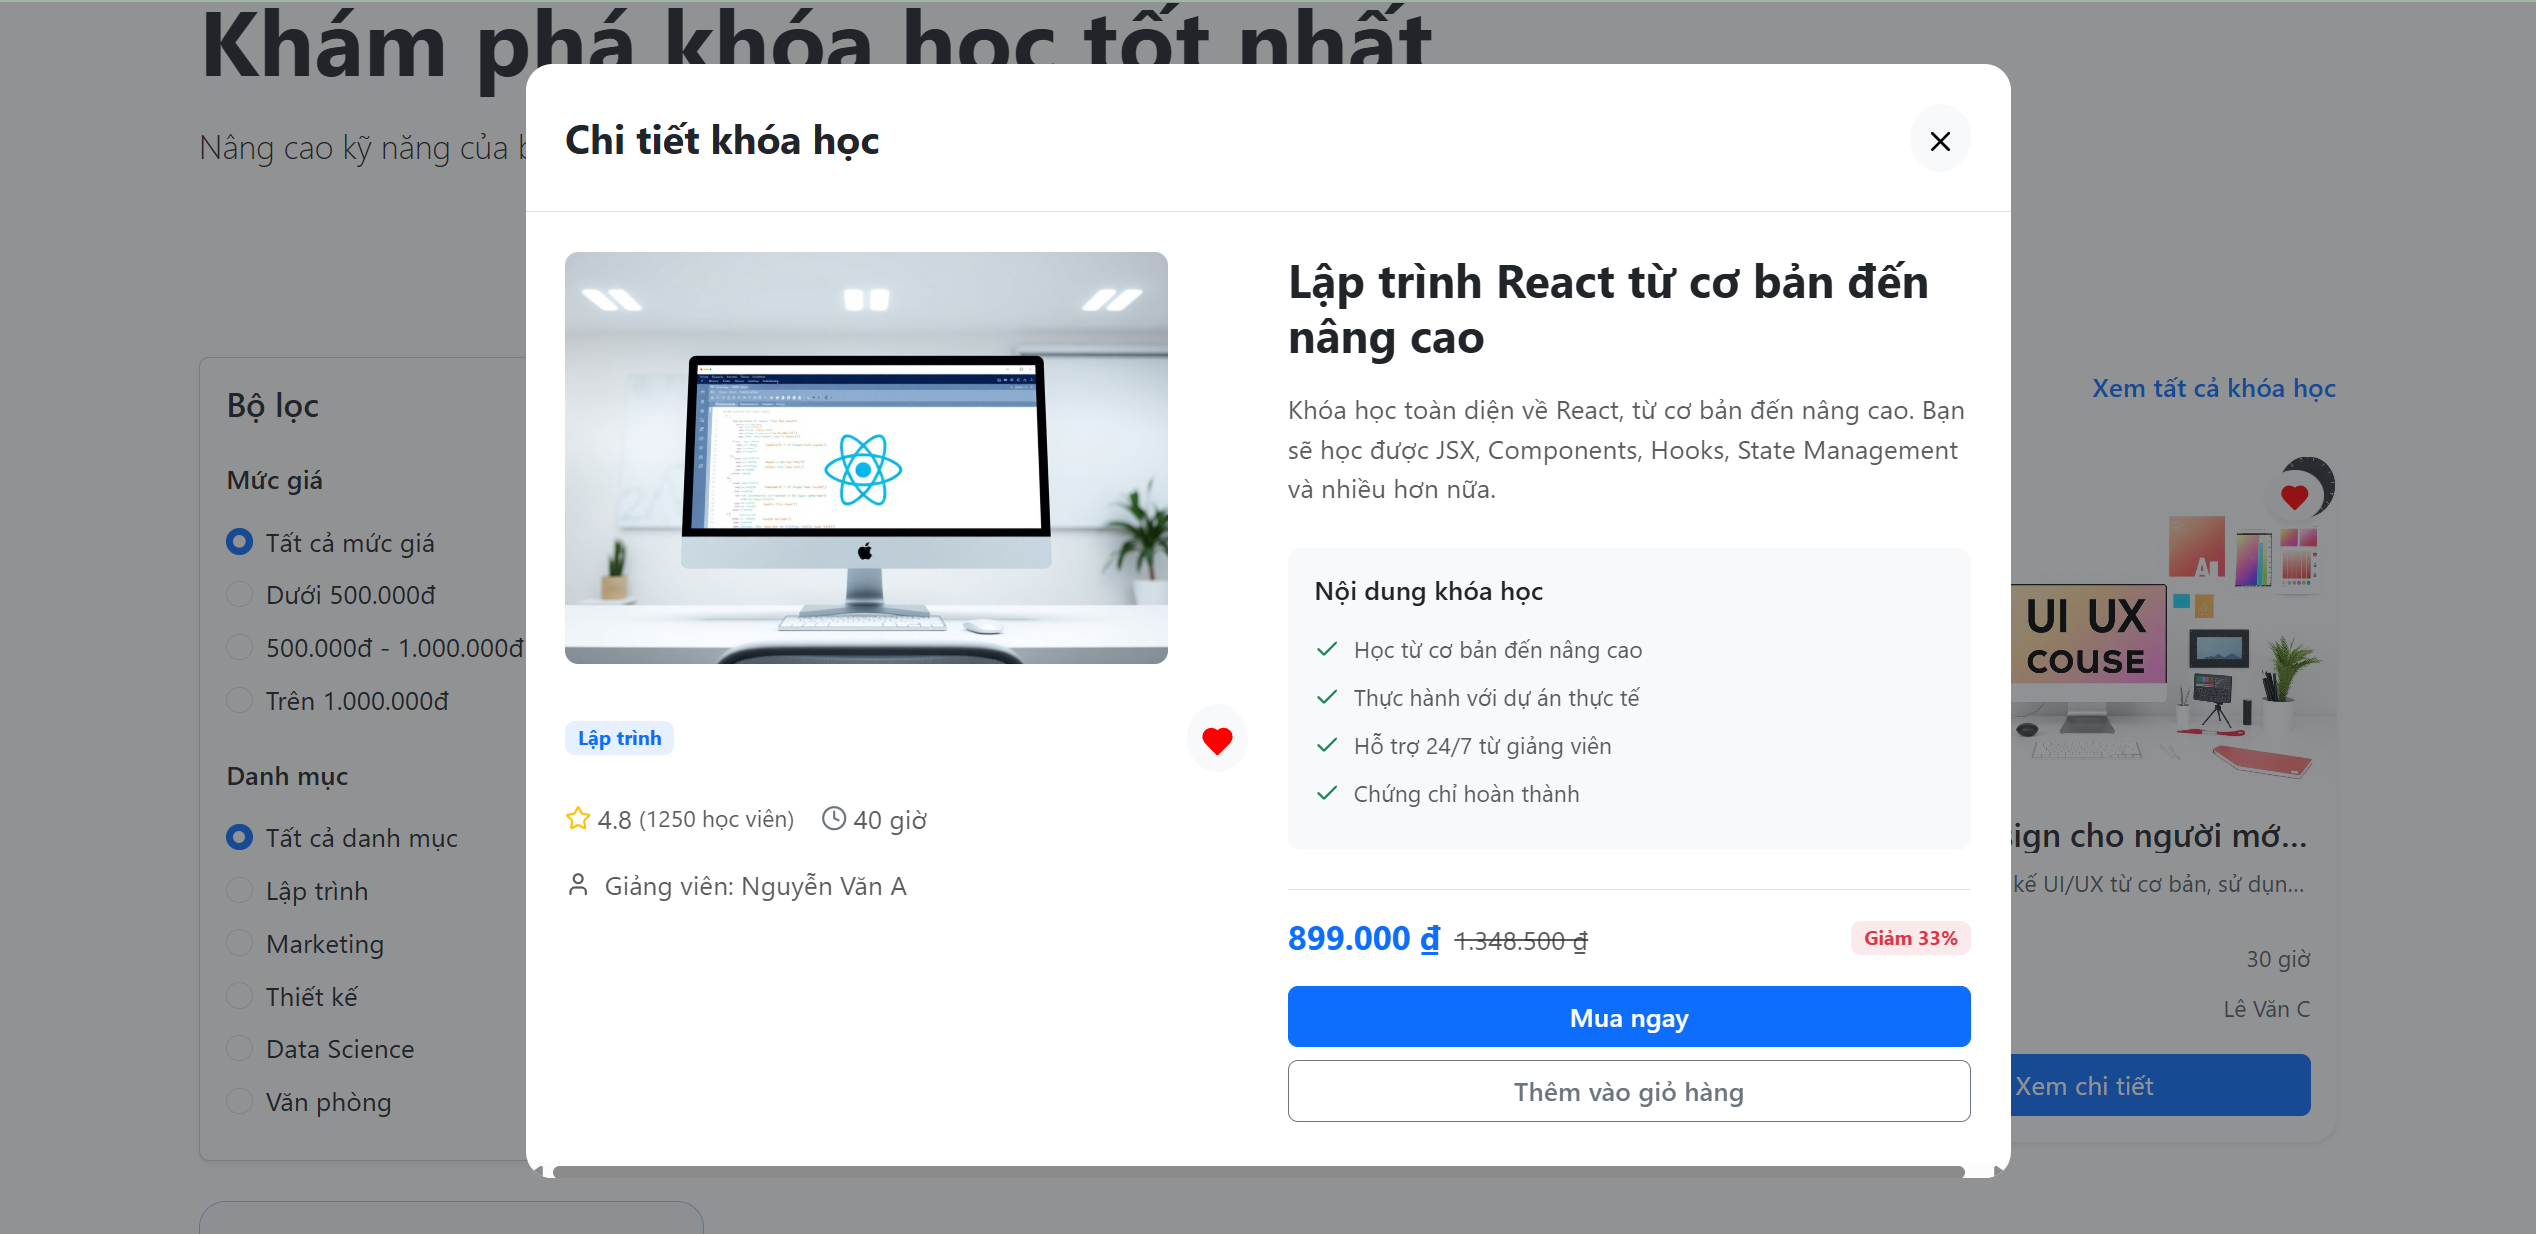 Khám phá khóa học tốt nhất
Nâng cao kỹ năng của
Chi tiết khóa học
Bộ lọc
Mức giá
Tất cả mức giá
Dưới 500.000đ
500.000đ - 1.000.000đ
Trên 1.000.000đ
Danh mục
Tất cả danh mục
Lập trình
Marketing
Thiết kế
Data Science
Văn phòng
Lập trình
4.8 (1250 học viên) 40 giờ
Giảng viên: Nguyễn Văn A
Lập trình React từ cơ bản đến
nâng cao
Khóa học toàn diện về React, từ cơ bản đến nâng cao. Bạn
sẽ học được JSX, Components, Hooks, State Management
và nhiều hơn nữa.
Nội dung khóa học
Học từ cơ bản đến nâng cao
Thực hành với dự án thực tế
Hỗ trợ 24/7 từ giảng viên
Chứng chỉ hoàn thành
899.000 ₫ 1.348.500 ₫ Giảm 33%
Mua ngay
Thêm vào giỏ hàng
Xem tất cả khóa học
AI
UI UX
COUSE
cho người mớ...
kế UI/UX từ cơ bản, sử dụn...
30 giờ
Lê Văn C
Xem chi tiết